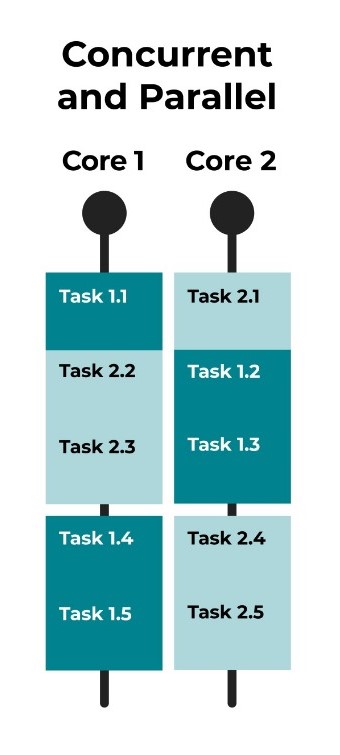 Concurrent
and Parallel
Core 1 Core 2
Task 1.1 Task 2.1
Task 2.2 Task 1.2
Task 2.3 Task 1.3
Task 1.4 Task 2.4
Task 1.5 Task 2.5